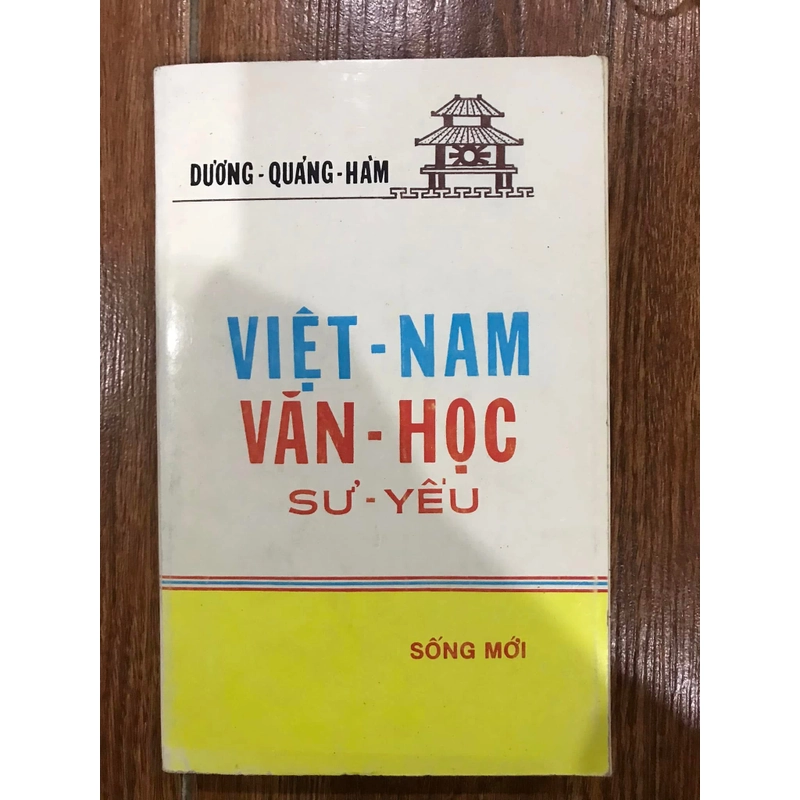 DƯƠNG-QUẢNG-HÀM
VIỆT-NAM
VĂN-HỌC
SỬ-YẾU
SỐNG MỚI